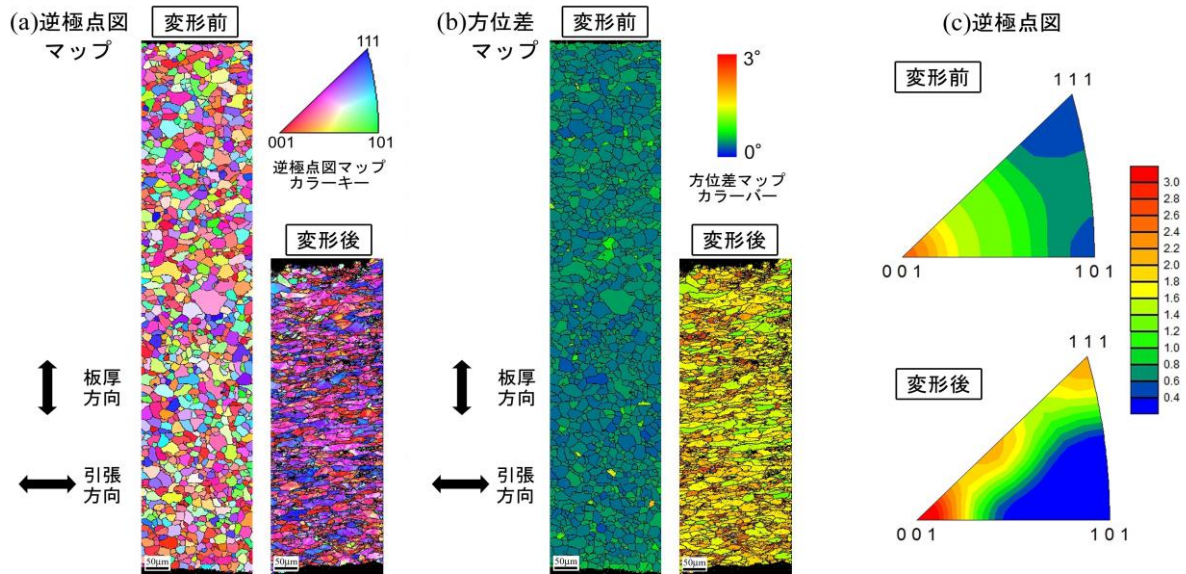 (a)逆極点図
マップ
変形前
111
001
101
逆極点図マップ
カラーキー
変形後
板厚
方向
引張
方向
50μm
50μm
(b)方位差
マップ
変形前
3°
0°
方位差マップ
カラーバー
変形後
板厚
方向
引張
方向
50μm
50μm
(c)逆極点図
変形前
1 1 1
0 0 1
1 0 1
変形後
1 1 1
0 0 1
1 0 1
3.0
2.8
2.6
2.4
2.2
2.0
1.8
1.6
1.4
1.2
1.0
0.8
0.6
0.4